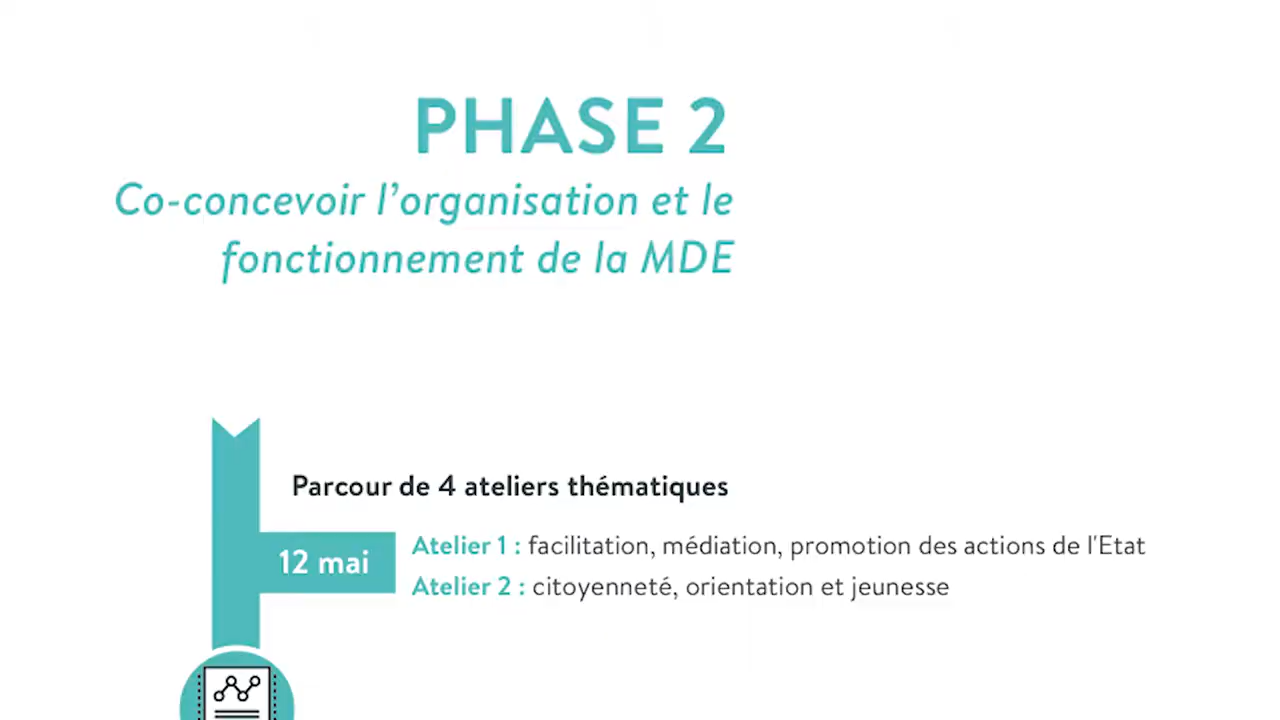 PHASE 2
Co-concevoir l’organisation et le
fonctionnement de la MDE
Parcour de 4 ateliers thématiques
12 mai
Atelier 1 : facilitation, médiation, promotion des actions de l'Etat
Atelier 2 : citoyenneté, orientation et jeunesse